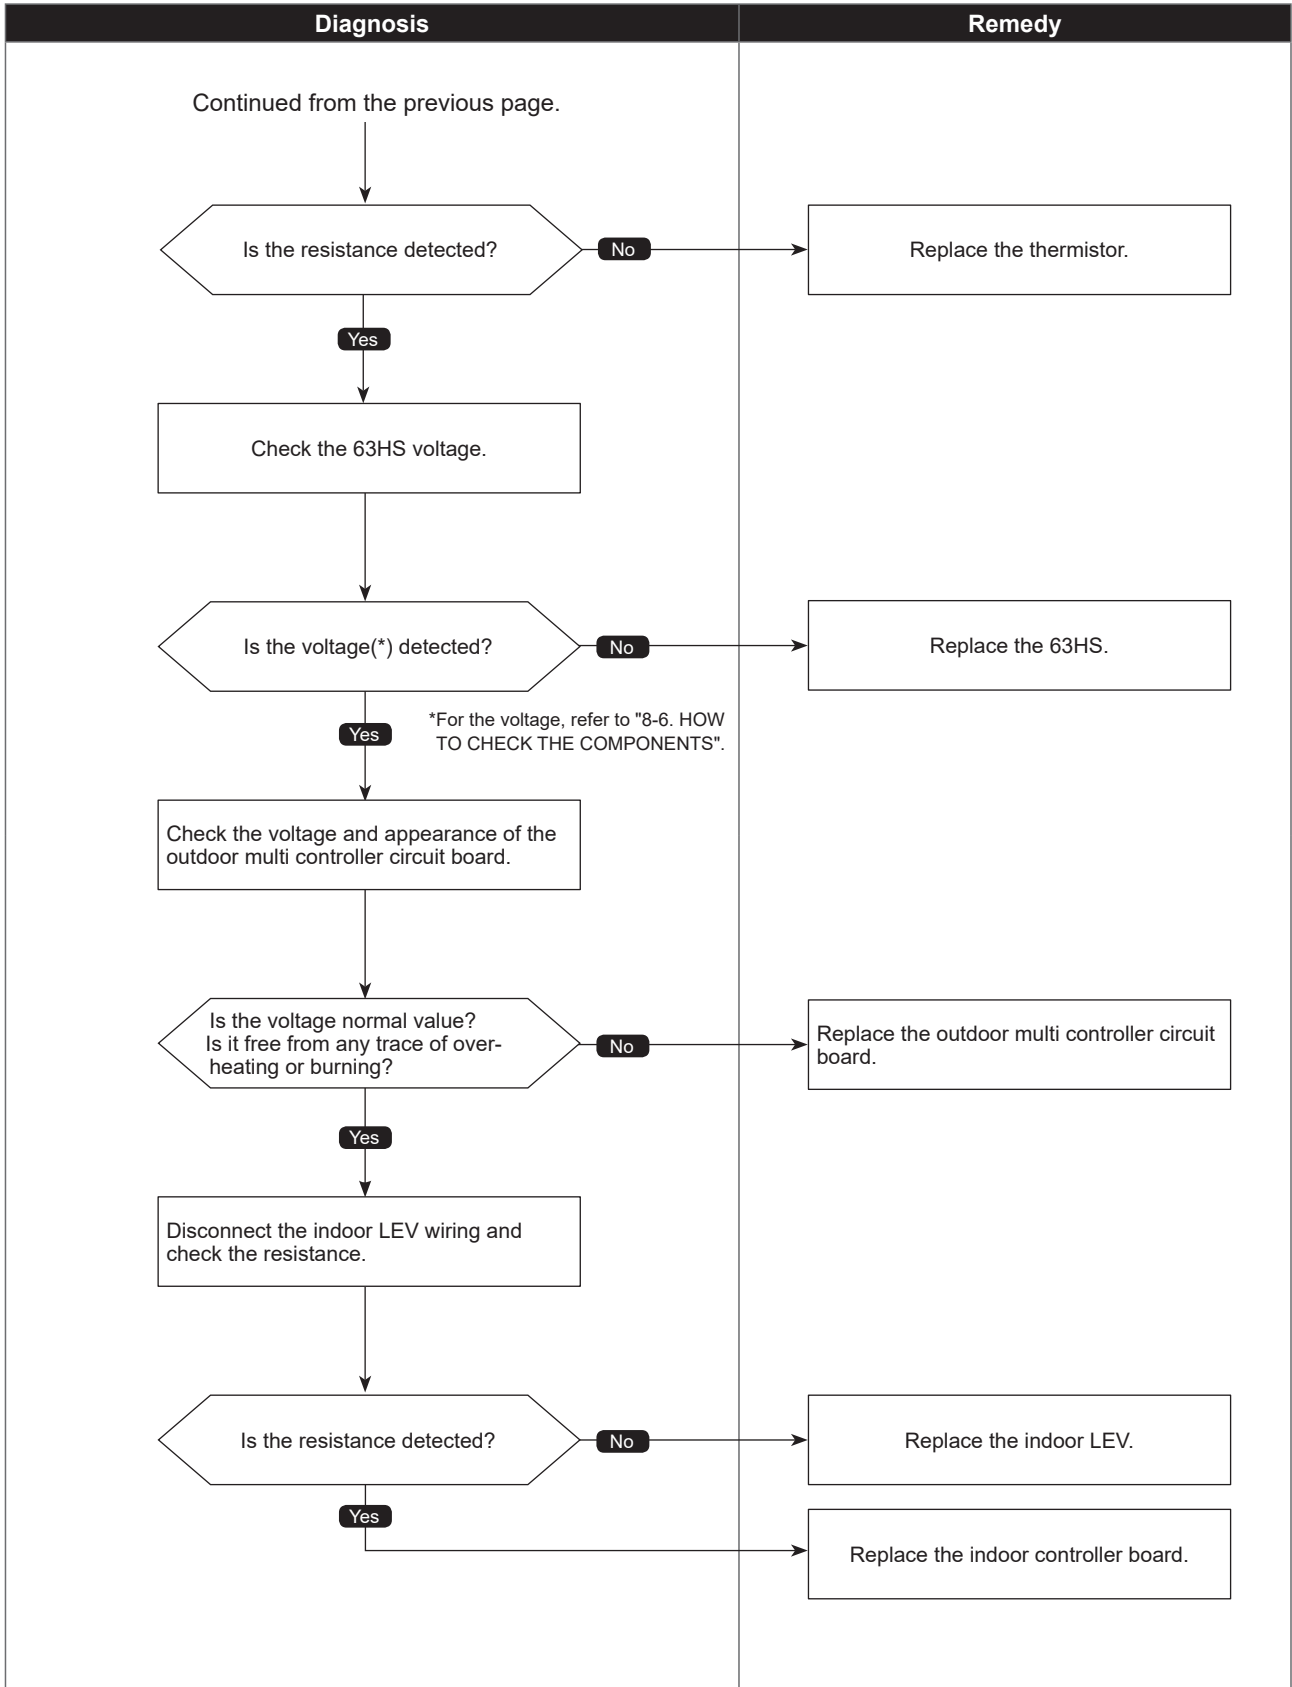 Diagnosis
Remedy
Continued from the previous page.
Is the resistance detected?
No
Replace the thermistor.
Yes
Check the 63HS voltage.
Is the voltage(*) detected?
No
Replace the 63HS.
Yes
*For the voltage, refer to "8-6. HOW
TO CHECK THE COMPONENTS".
Check the voltage and appearance of the
outdoor multi controller circuit board.
Is the voltage normal value?
Is it free from any trace of over-
heating or burning?
No
Replace the outdoor multi controller circuit
board.
Yes
Disconnect the indoor LEV wiring and
check the resistance.
Is the resistance detected?
No
Replace the indoor LEV.
Yes
Replace the indoor controller board.